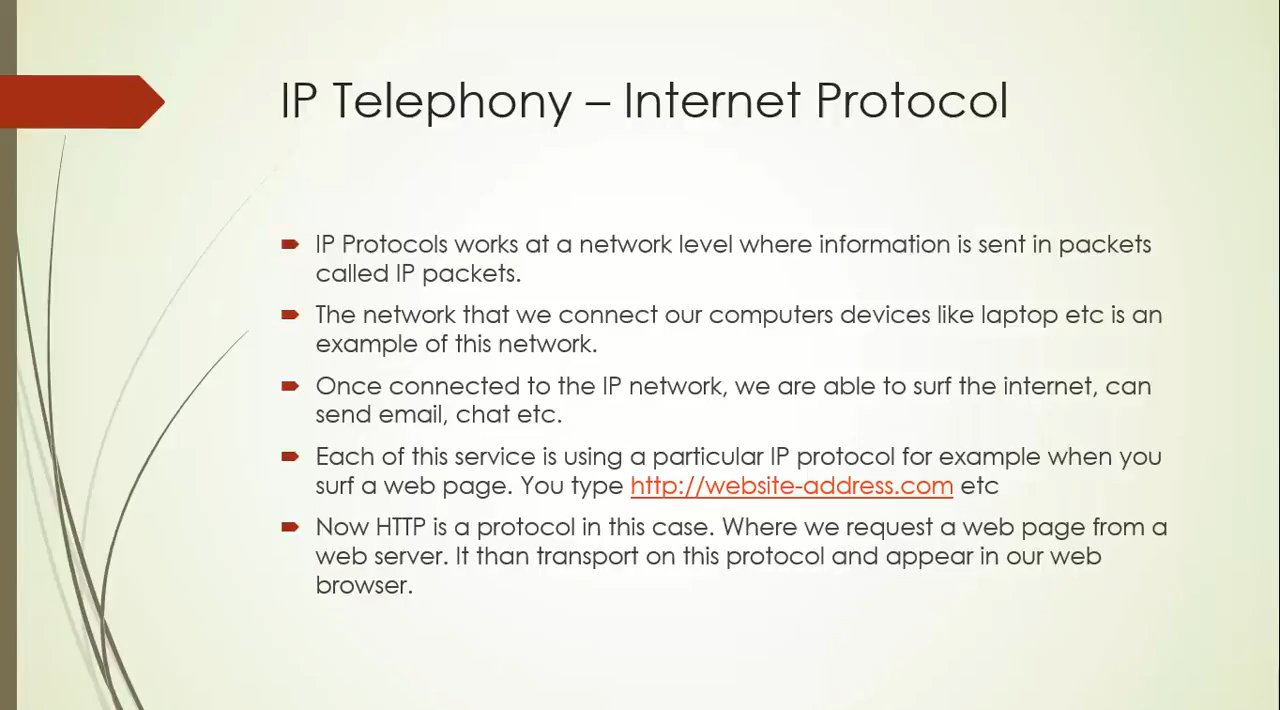 IP Telephony – Internet Protocol
IP Protocols works at a network level where information is sent in packets
called IP packets.
The network that we connect our computers devices like laptop etc is an
example of this network.
Once connected to the IP network, we are able to surf the internet, can
send email, chat etc.
Each of this service is using a particular IP protocol for example when you
surf a web page. You type http://website-address.com etc
Now HTTP is a protocol in this case. Where we request a web page from a
web server. It than transport on this protocol and appear in our web
browser.